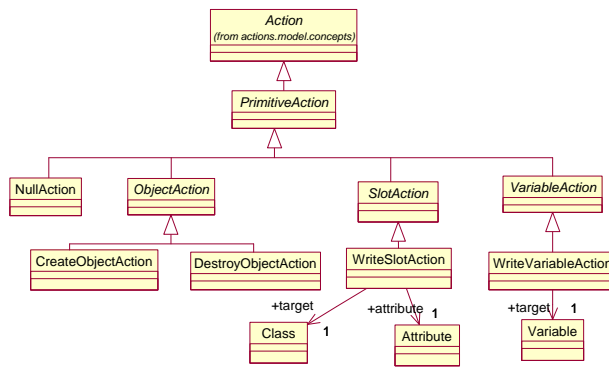 Action
(from actions.model.concepts)
PrimitiveAction
NullAction
ObjectAction
SlotAction
VariableAction
CreateObjectAction
DestroyObjectAction
WriteSlotAction
WriteVariableAction
+target
+attribute
1
+target
1
Class
1
Attribute
Variable